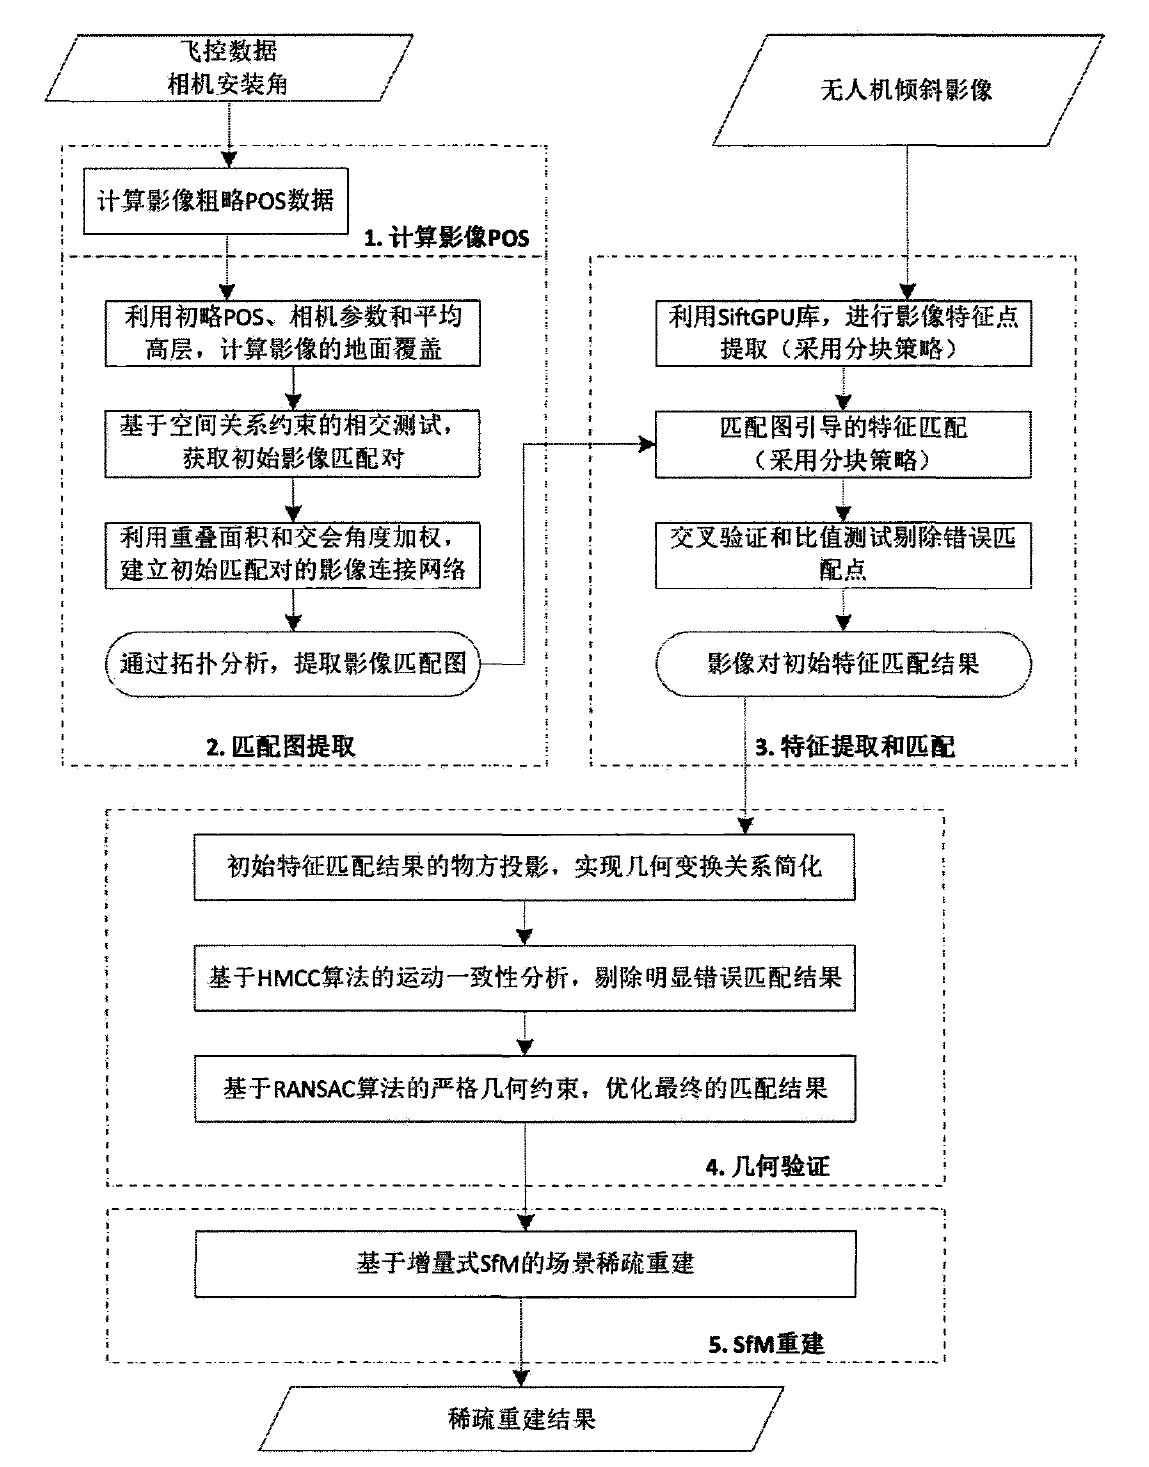 飞控数据
相机安装角
无人机倾斜影像
计算影像粗略POS数据
1. 计算影像POS
利用初略POS、相机参数和平均
高层，计算影像的地面覆盖
基于空间关系约束的相交测试，
获取初始影像匹配对
利用重叠面积和交会角度加权，
建立初始匹配对的影像连接网络
通过拓扑分析，提取影像匹配图
2. 匹配图提取
利用SiftGPU库，进行影像特征点
提取（采用分块策略）
匹配图引导的特征匹配
（采用分块策略）
交叉验证和比值测试剔除错误匹
配点
影像对初始特征匹配结果
3. 特征提取和匹配
初始特征匹配结果的物方投影，实现几何变换关系简化
基于HMCC算法的运动一致性分析，剔除明显错误匹配结果
基于RANSAC算法的严格几何约束，优化最终的匹配结果
4. 几何验证
基于增量式SfM的场景稀疏重建
5. SfM重建
稀疏重建结果